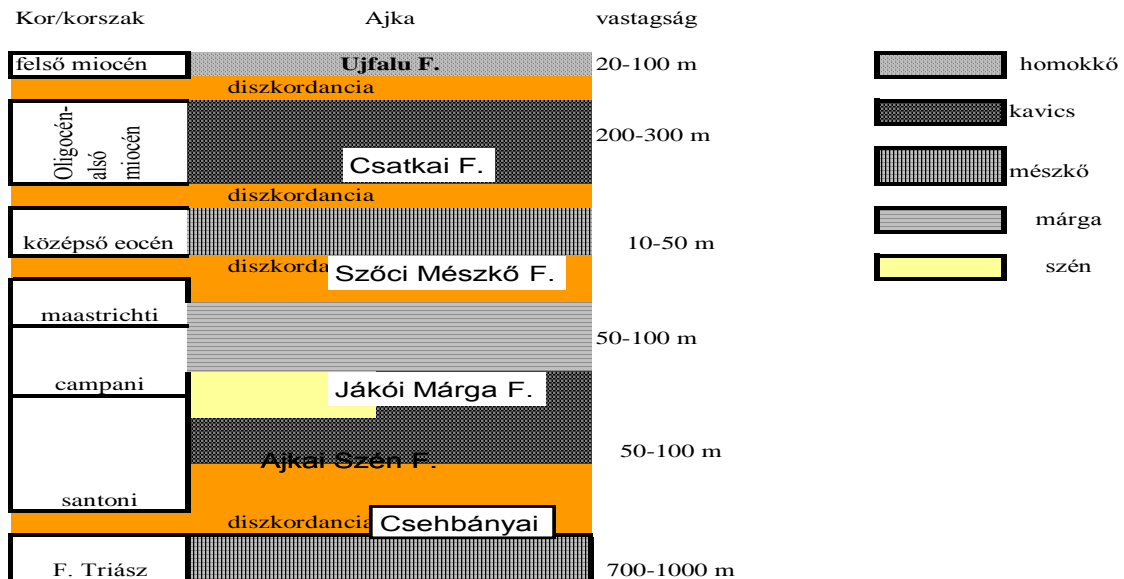 Kor/korszak Ajka vastagság
felső miocén Ujfalu F. 20-100 m homokkő
diszkordancia
kavics
Oligocén-
alsó
miocén
200-300 m
Csatkai F.
mészkő
diszkordancia
középső eocén 10-50 m márga
diszkorda Szőci Mészkő F. szén
maastrichti
50-100 m
campani Jákói Márga F.
Ajkai Szén F. 50-100 m
santoni
diszkordancia Csehbányai
F. Triász 700-1000 m